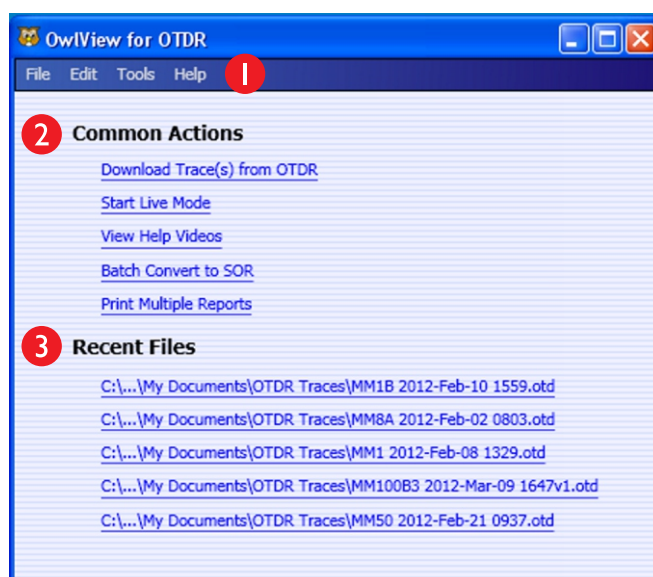 OwlView for OTDR
File Edit Tools Help 1
2 Common Actions
Download Trace(s) from OTDR
Start Live Mode
View Help Videos
Batch Convert to SOR
Print Multiple Reports
3 Recent Files
C:\...\My Documents\OTDR Traces\MM1B 2012-Feb-10 1559.otd
C:\...\My Documents\OTDR Traces\MM8A 2012-Feb-02 0803.otd
C:\...\My Documents\OTDR Traces\MM1 2012-Feb-08 1329.otd
C:\...\My Documents\OTDR Traces\MM100B3 2012-Mar-09 1647v1.otd
C:\...\My Documents\OTDR Traces\MM50 2012-Feb-21 0937.otd